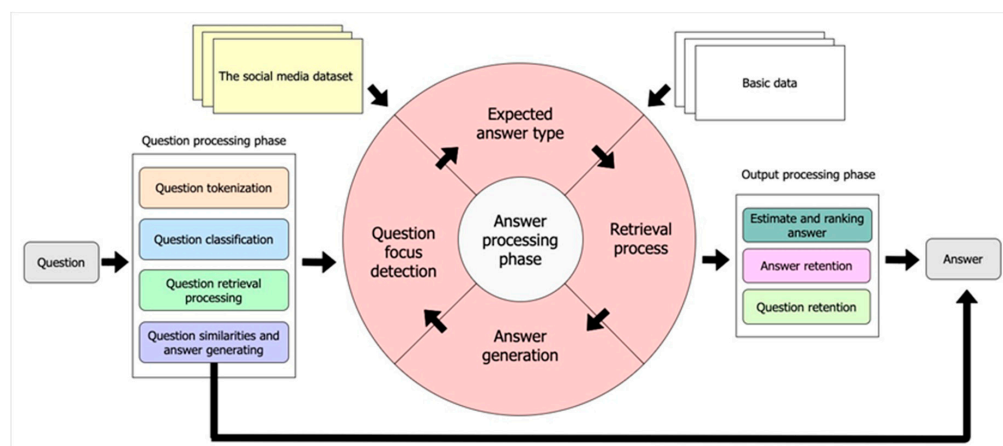 The social media dataset
Basic data
Question processing phase
Question tokenization
Question classification
Question retrieval
processing
Question similarities and
answer generating
Question
Expected
answer type
Question
focus
detection
Answer
processing
phase
Retrieval
process
Answer
generation
Output processing phase
Estimate and ranking
answer
Answer retention
Question retention
Answer